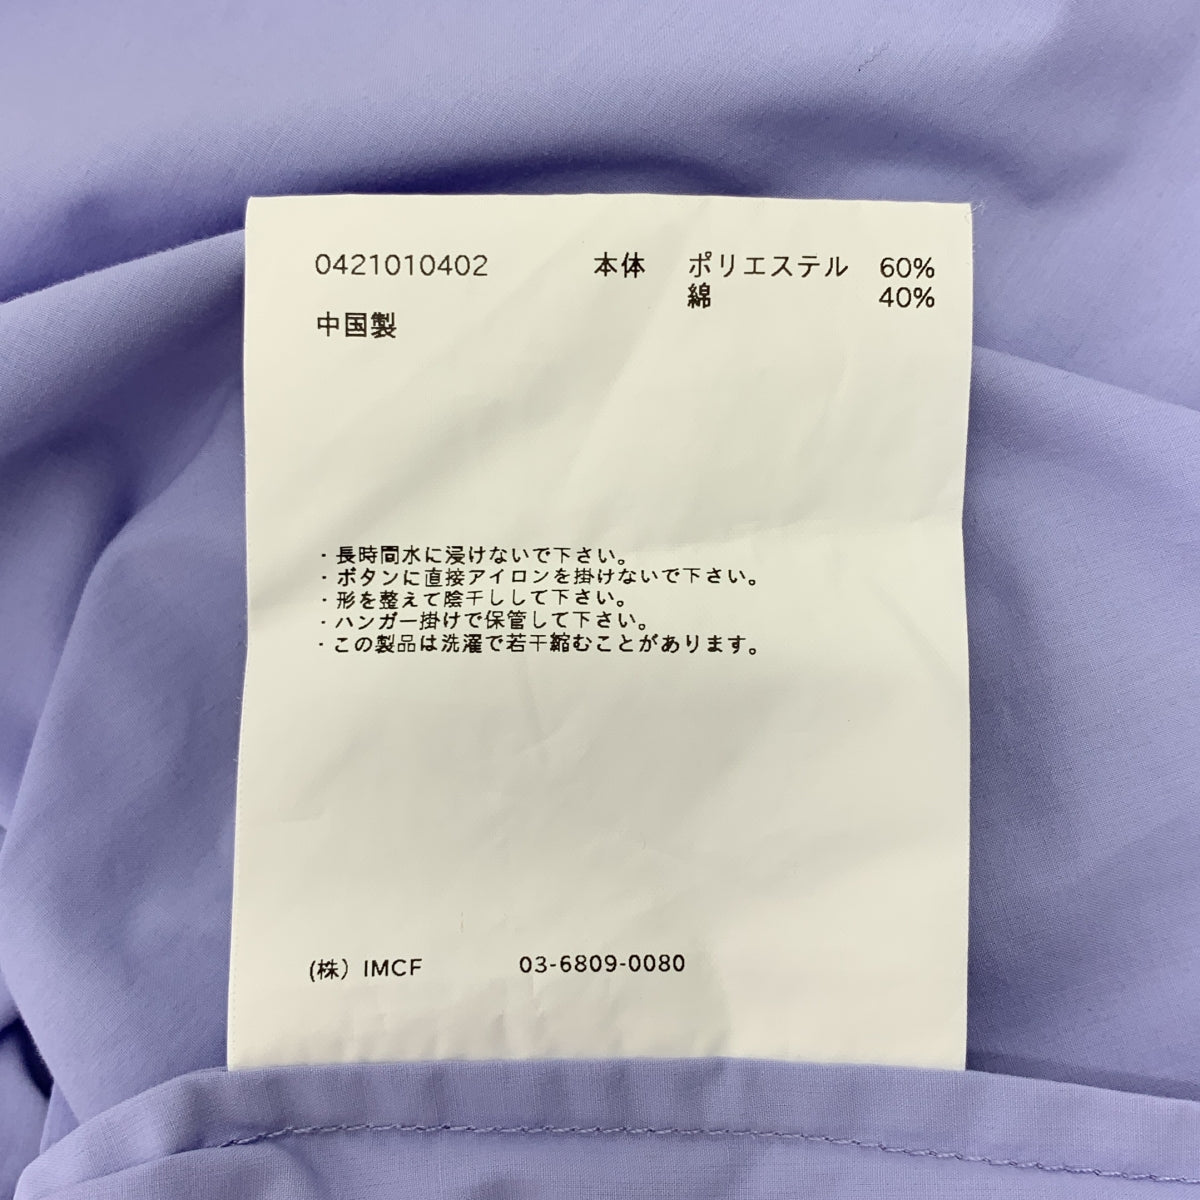 0421010402 本体 ポリエステル 60%
綿 40%
中国製
・長時間水に浸けないで下さい。
・ボタンに直接アイロンを掛けないで下さい。
・形を整えて陰干しして下さい。
・ハンガー掛けで保管して下さい。
・この製品は洗濯で若干縮むことがあります。
(株) IMCF 03-6809-0080